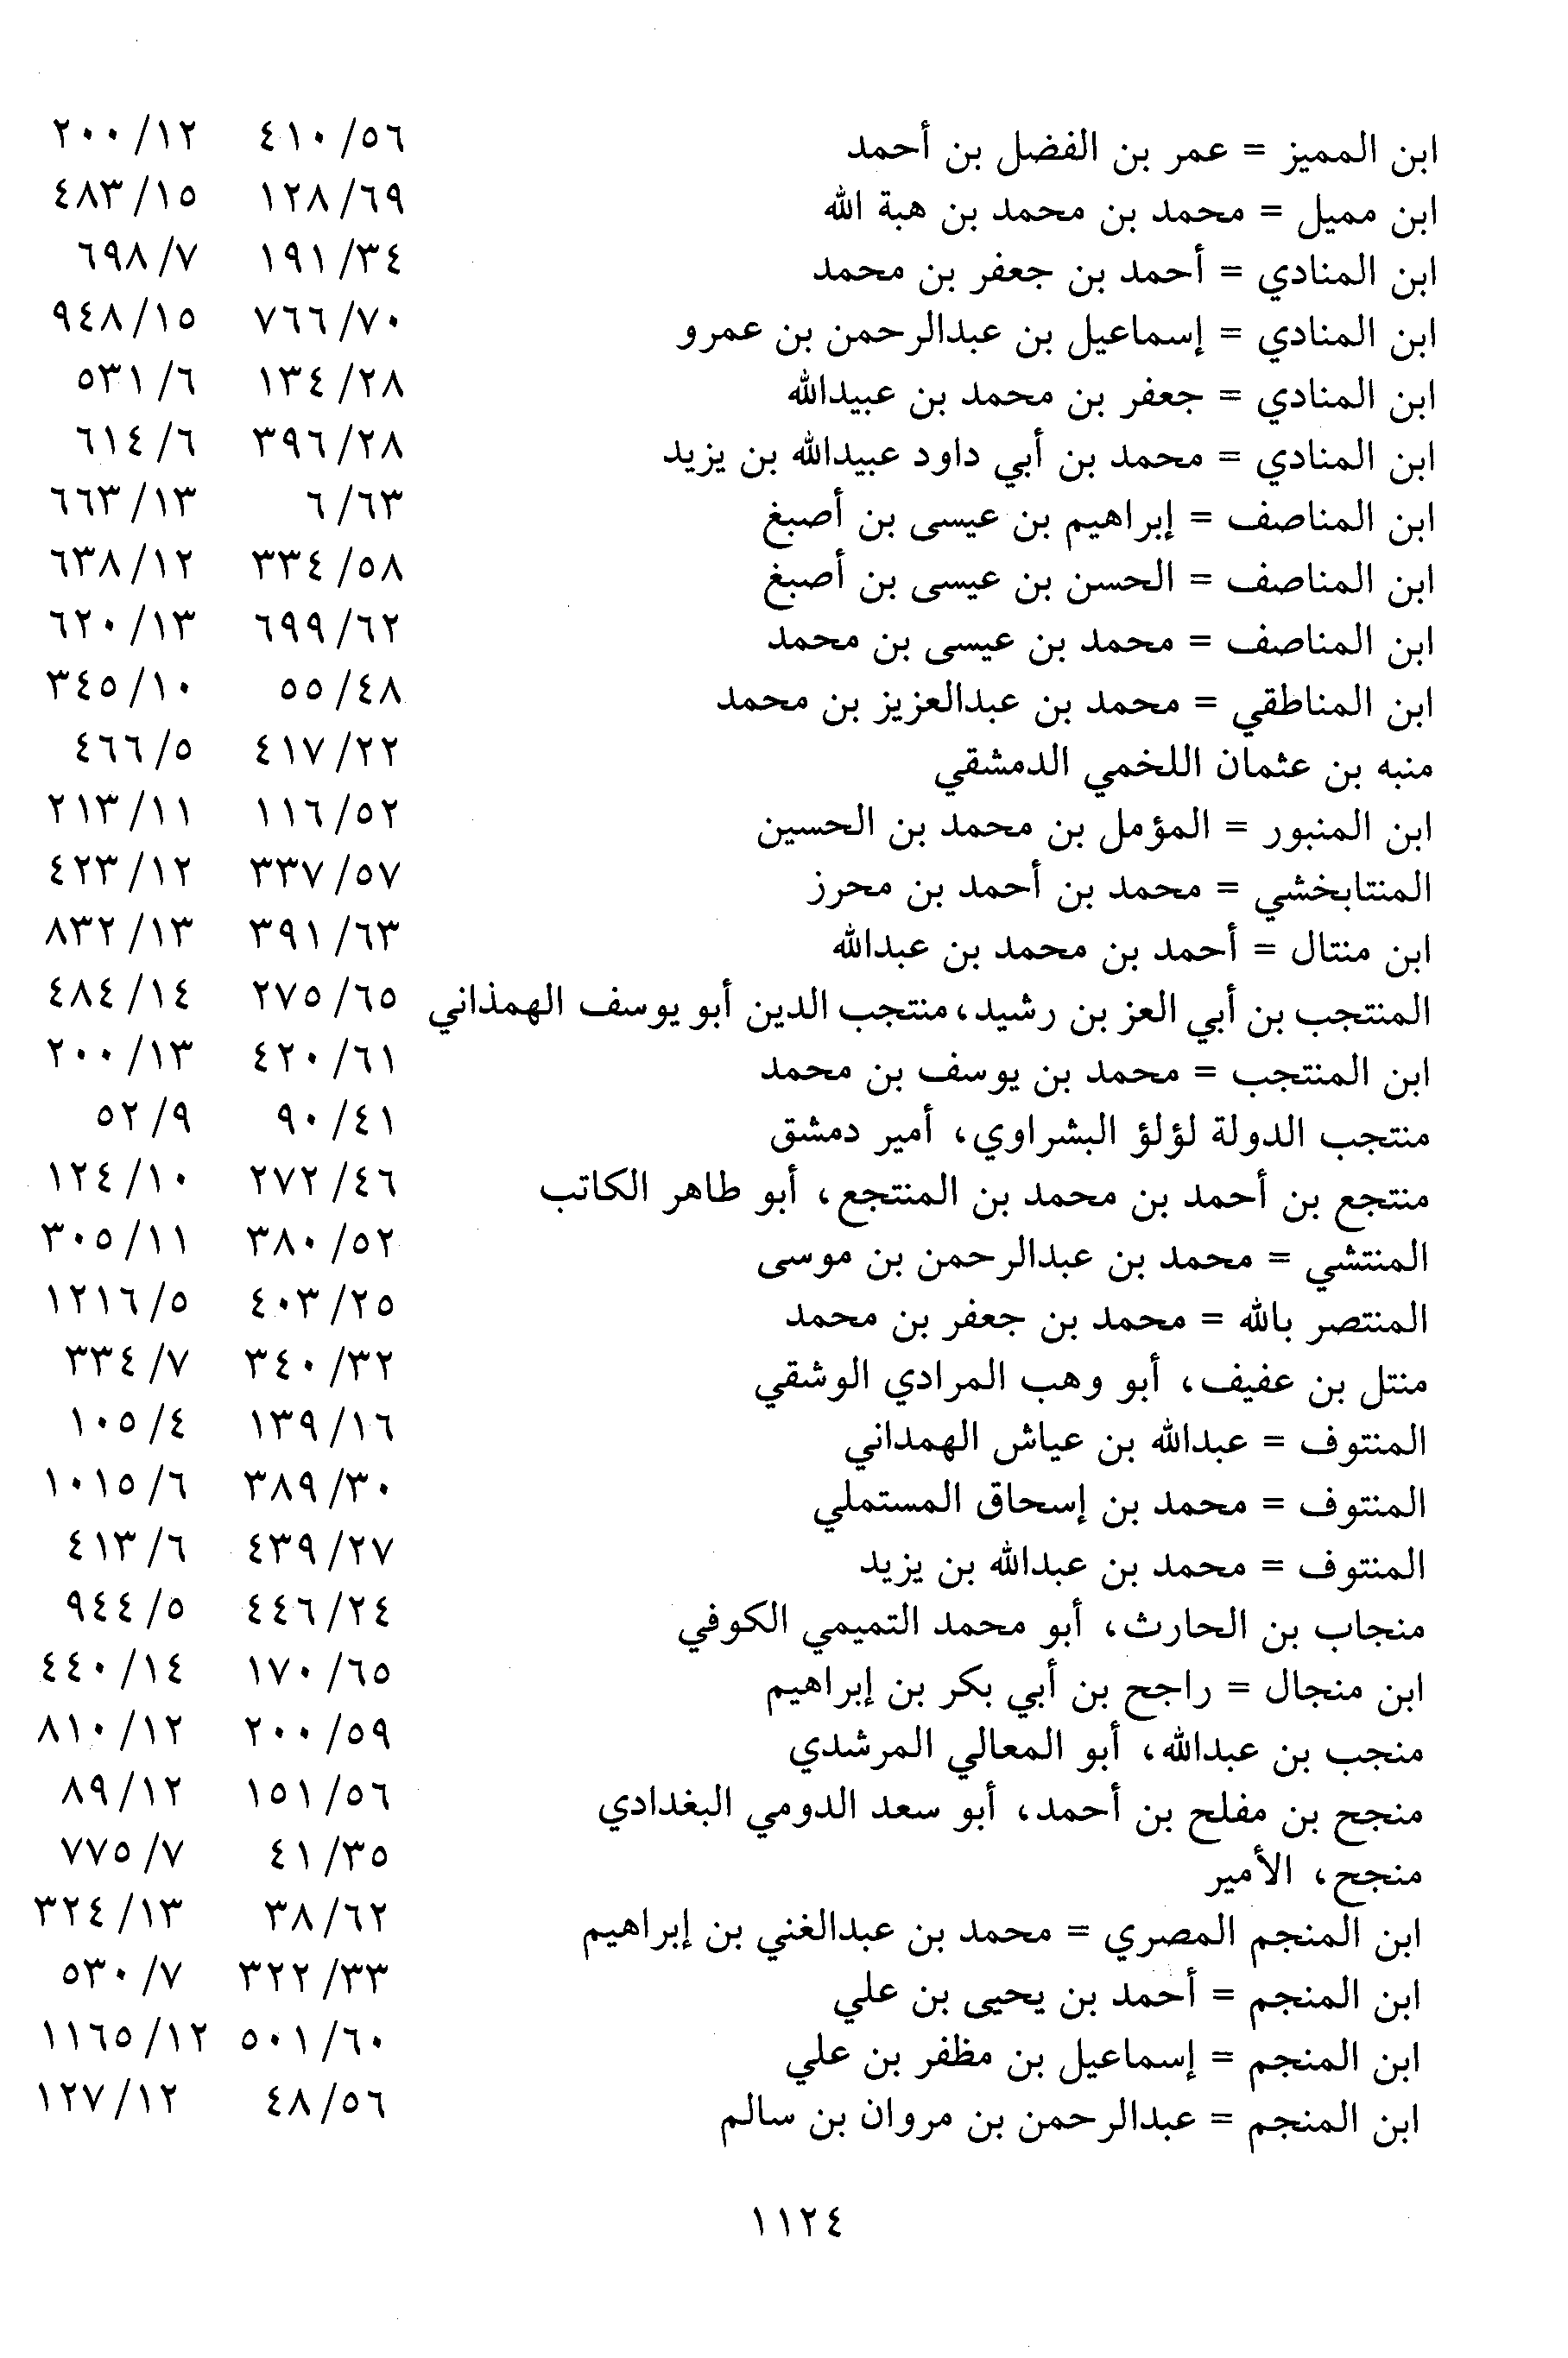 ابن المميز = عمر بن الفضل بن أحمد ٤١٠/٥٦ ٢٠٠/١٢
ابن مميل = محمد بن محمد بن هبة الله ١٢٨/٦٩ ٤٨٣/١٥
ابن المنادي = أحمد بن جعفر بن محمد ١٩١/٣٤ ٦٩٨/٧
ابن المنادي = إسماعيل بن عبدالرحمن بن عمرو ٧٦٦/٧٠ ٩٤٨/١٥
ابن المنادي = جعفر بن محمد بن عبيدالله ١٣٤/٢٨ ٥٣١/٦
ابن المنادي = محمد بن أبي داود عبيدالله بن يزيد ٣٩٦/٢٨ ٦١٤/٦
ابن المناصف = إبراهيم بن عيسى بن أصبغ ٦/٦٣ ٦٦٣/١٣
ابن المناصف = الحسن بن عيسى بن أصبغ ٣٣٤/٥٨ ٦٣٨/١٢
ابن المناصف = محمد بن عيسى بن محمد ٦٩٩/٦٢ ٦٢٠/١٣
ابن المناطقي = محمد بن عبدالعزيز بن محمد ٥٥/٤٨ ٣٤٥/١٠
منبه بن عثمان اللخمي الدمشقي ٤١٧/٢٢ ٤٦٦/٥
ابن المنبور = المؤمل بن محمد بن الحسين ١١٦/٥٢ ٢١٣/١١
المنتابخشي = محمد بن أحمد بن محرز ٣٣٧/٥٧ ٤٢٣/١٢
ابن منتال = أحمد بن محمد بن عبدالله ٣٩١/٦٣ ٨٣٢/١٣
المنتجب بن أبي العز بن رشيد، منتجب الدين أبو يوسف الهمذاني ٢٧٥/٦٥ ٤٨٤/١٤
ابن المنتجب = محمد بن يوسف بن محمد ٤٢٠/٦١ ٢٠٠/١٣
منتجب الدولة لؤلؤ البشراوي، أمير دمشق ٩٠/٤١ ٥٢/٩
منتجع بن أحمد بن محمد بن المنتجع، أبو طاهر الكاتب ٢٧٢/٤٦ ١٢٤/١٠
المنتشي = محمد بن عبدالرحمن بن موسى ٣٨٠/٥٢ ٣٠٥/١١
المنتصر بالله = محمد بن جعفر بن محمد ٤٠٣/٢٥ ١٢١٦/٥
منتل بن عفيف، أبو وهب المرادي الوشقي ٣٤٠/٣٢ ٣٣٤/٧
المنتوف = عبدالله بن عياش الهمداني ١٣٩/١٦ ١٠٥/٤
المنتوف = محمد بن إسحاق المستملي ٣٨٩/٣٠ ١٠١٥/٦
المنتوف = محمد بن عبدالله بن يزيد ٤٣٩/٢٧ ٤١٣/٦
منجاب بن الحارث، أبو محمد التميمي الكوفي ٤٤٦/٢٤ ٩٤٤/٥
ابن منجال = راجح بن أبي بكر بن إبراهيم ١٧٠/٦٥ ٤٤٠/١٤
منجب بن عبدالله، أبو المعالي المرشدي ٢٠٠/٥٩ ٨١٠/١٢
منجح بن مفلح بن أحمد، أبو سعد الدومي البغدادي ١٥١/٥٦ ٨٩/١٢
منجح، الأمير ٤١/٣٥ ٧٧٥/٧
ابن المنجم المصري = محمد بن عبدالغني بن إبراهيم ٣٨/٦٢ ٣٢٤/١٣
ابن المنجم = أحمد بن يحيى بن علي ٣٢٢/٣٣ ٥٣٠/٧
ابن المنجم = إسماعيل بن مظفر بن علي ٥٠١/٦٠ ١١٦٥/١٢
ابن المنجم = عبدالرحمن بن مروان بن سالم ٤٨/٥٦ ١٢٧/١٢
١١٢٤